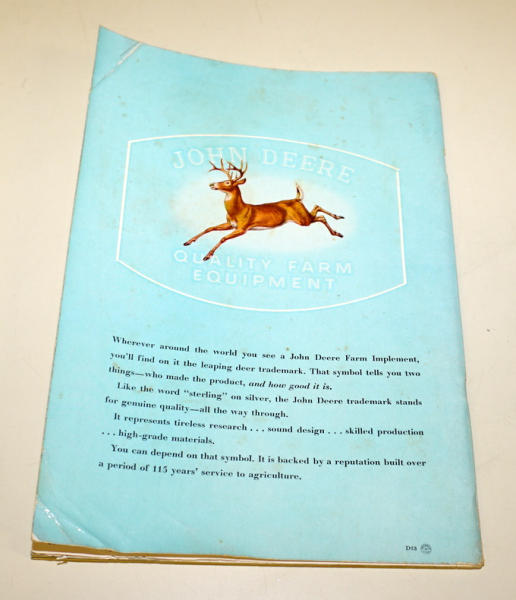 JOHN DEERE
QUALITY FARM
EQUIPMENT
Wherever around the world you see a John Deere Farm Implement,
you'll find on it the leaping deer trademark. That symbol tells you two
things—who made the product, and how good it is.
Like the word "sterling" on silver, the John Deere trademark stands
for genuine quality—all the way through.
It represents tireless research . . . sound design . . . skilled production
. . . high-grade materials.
You can depend on that symbol. It is backed by a reputation built over
a period of 115 years' service to agriculture.